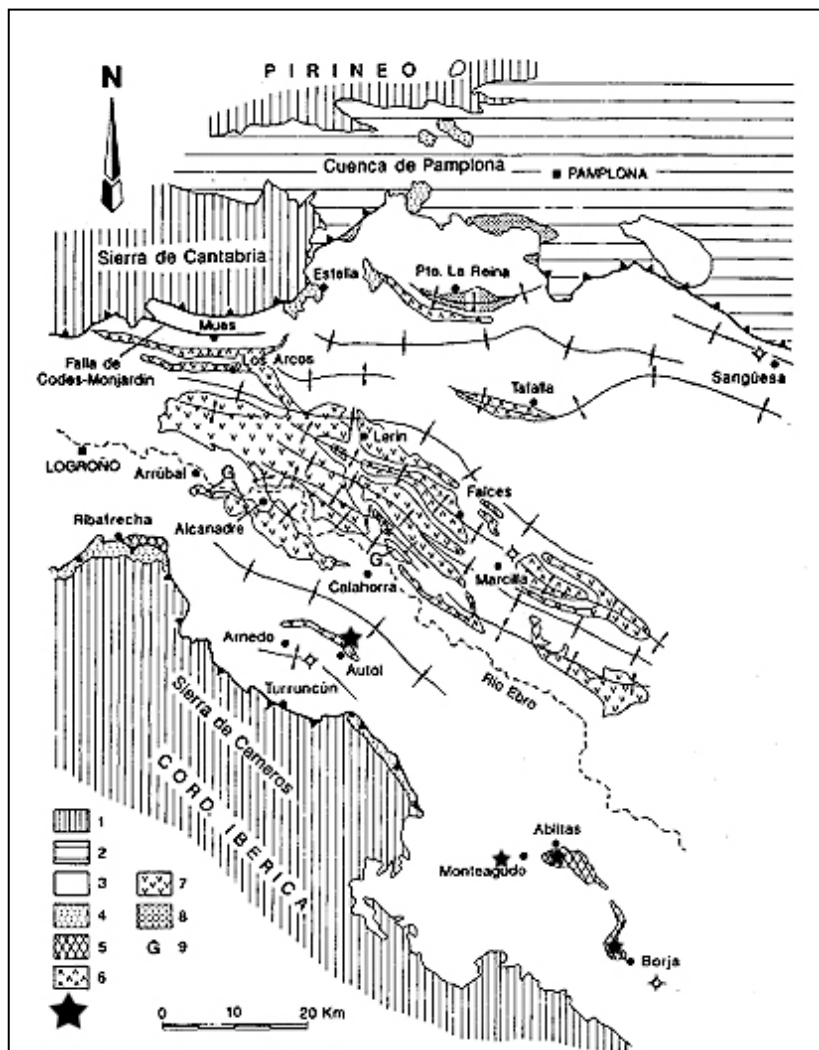 N
PIRINEO
Cuenca de Pamplona
PAMPLONA
Sierra de Cantabria
Estella
Pto. La Reina
Mues
Los Arcos
Falla de
Codes-Monjardin
Sangüesa
Tafalla
Lerin
LOGROÑO
Arrúbal
G
Falces
Ribafrecha
Alcanadre
G
Calahorra
Marcilla
Arnedo
Autol
Turruncún
Rio Ebro
Sierra de Cameros
CORD. IBERICA
Ablitas
Monteagudo
Borja
1
2
3
7
4
8
5
G 9
6
0 10 20 Km